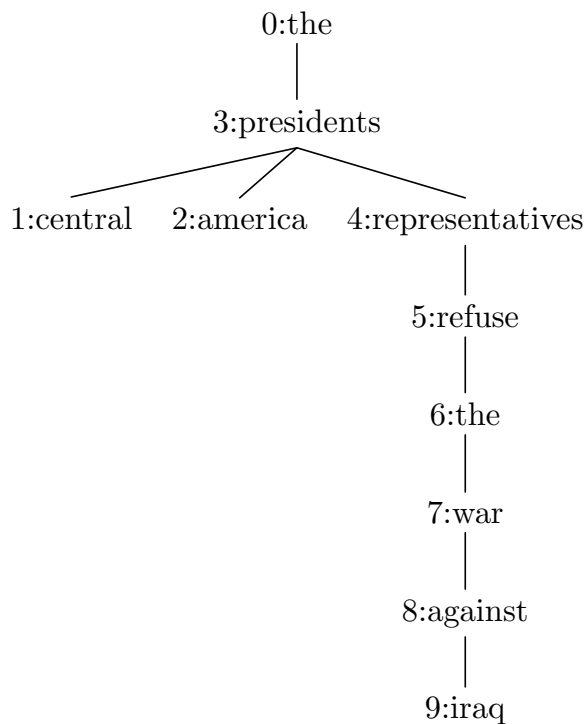 0:the
3:presidents
1:central 2:america 4:representatives
5:refuse
6:the
7:war
8:against
9:iraq